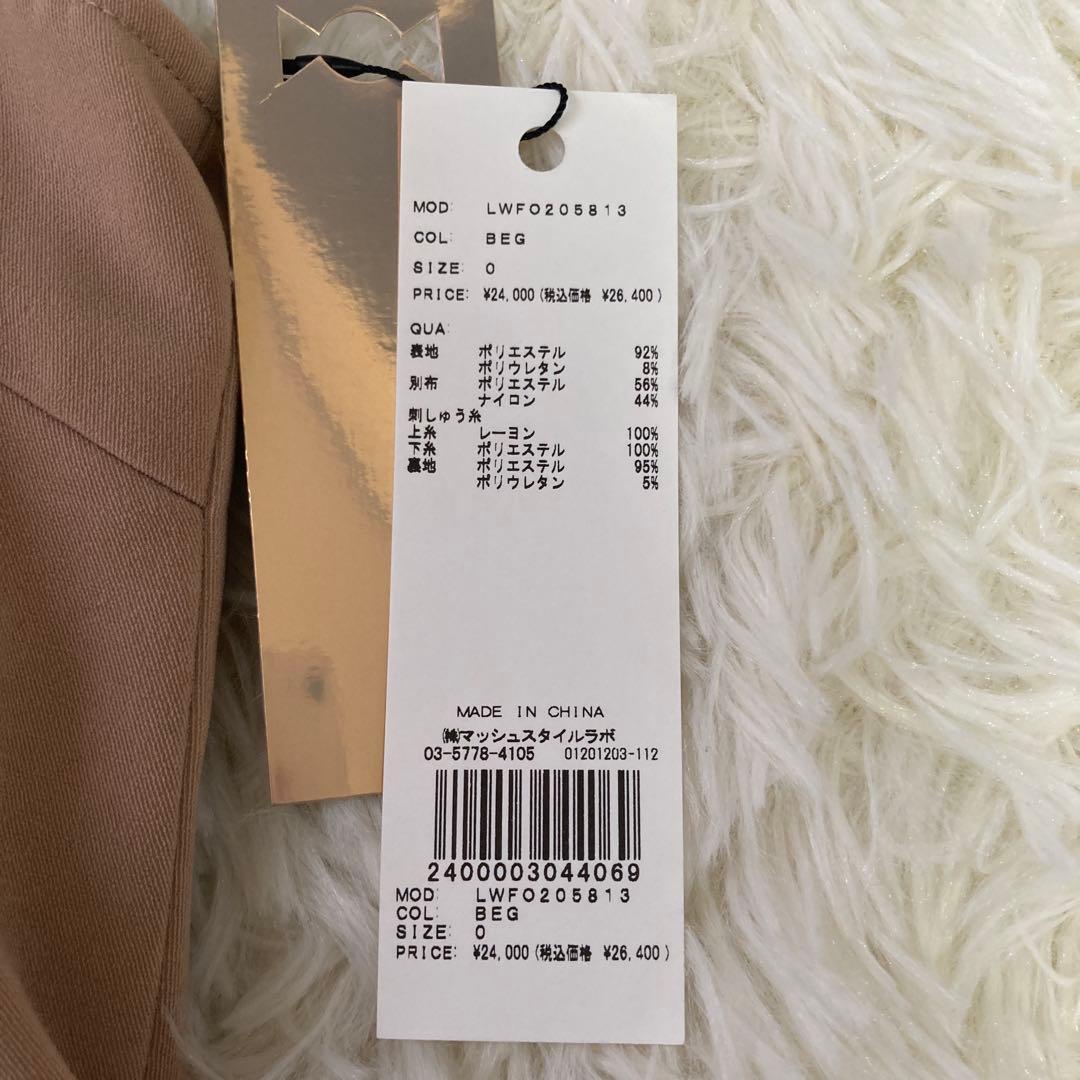 MOD: LWFO205813
COL: BEG
SIZE: 0
PRICE: ¥24,000(税込価格 ¥26,400)
QUA:
表地 ポリエステル 92%
ポリウレタン 8%
別布 ポリエステル 56%
ナイロン 44%
刺しゅう糸
上糸 レーヨン 100%
下糸 ポリエステル 100%
裏地 ポリエステル 95%
ポリウレタン 5%
MADE IN CHINA
㈱マッシュスタイルラボ
03-5778-4105 01201203-112
2400003044069
MOD: LWFO205813
COL: BEG
SIZE: 0
PRICE: ¥24,000(税込価格 ¥26,400)